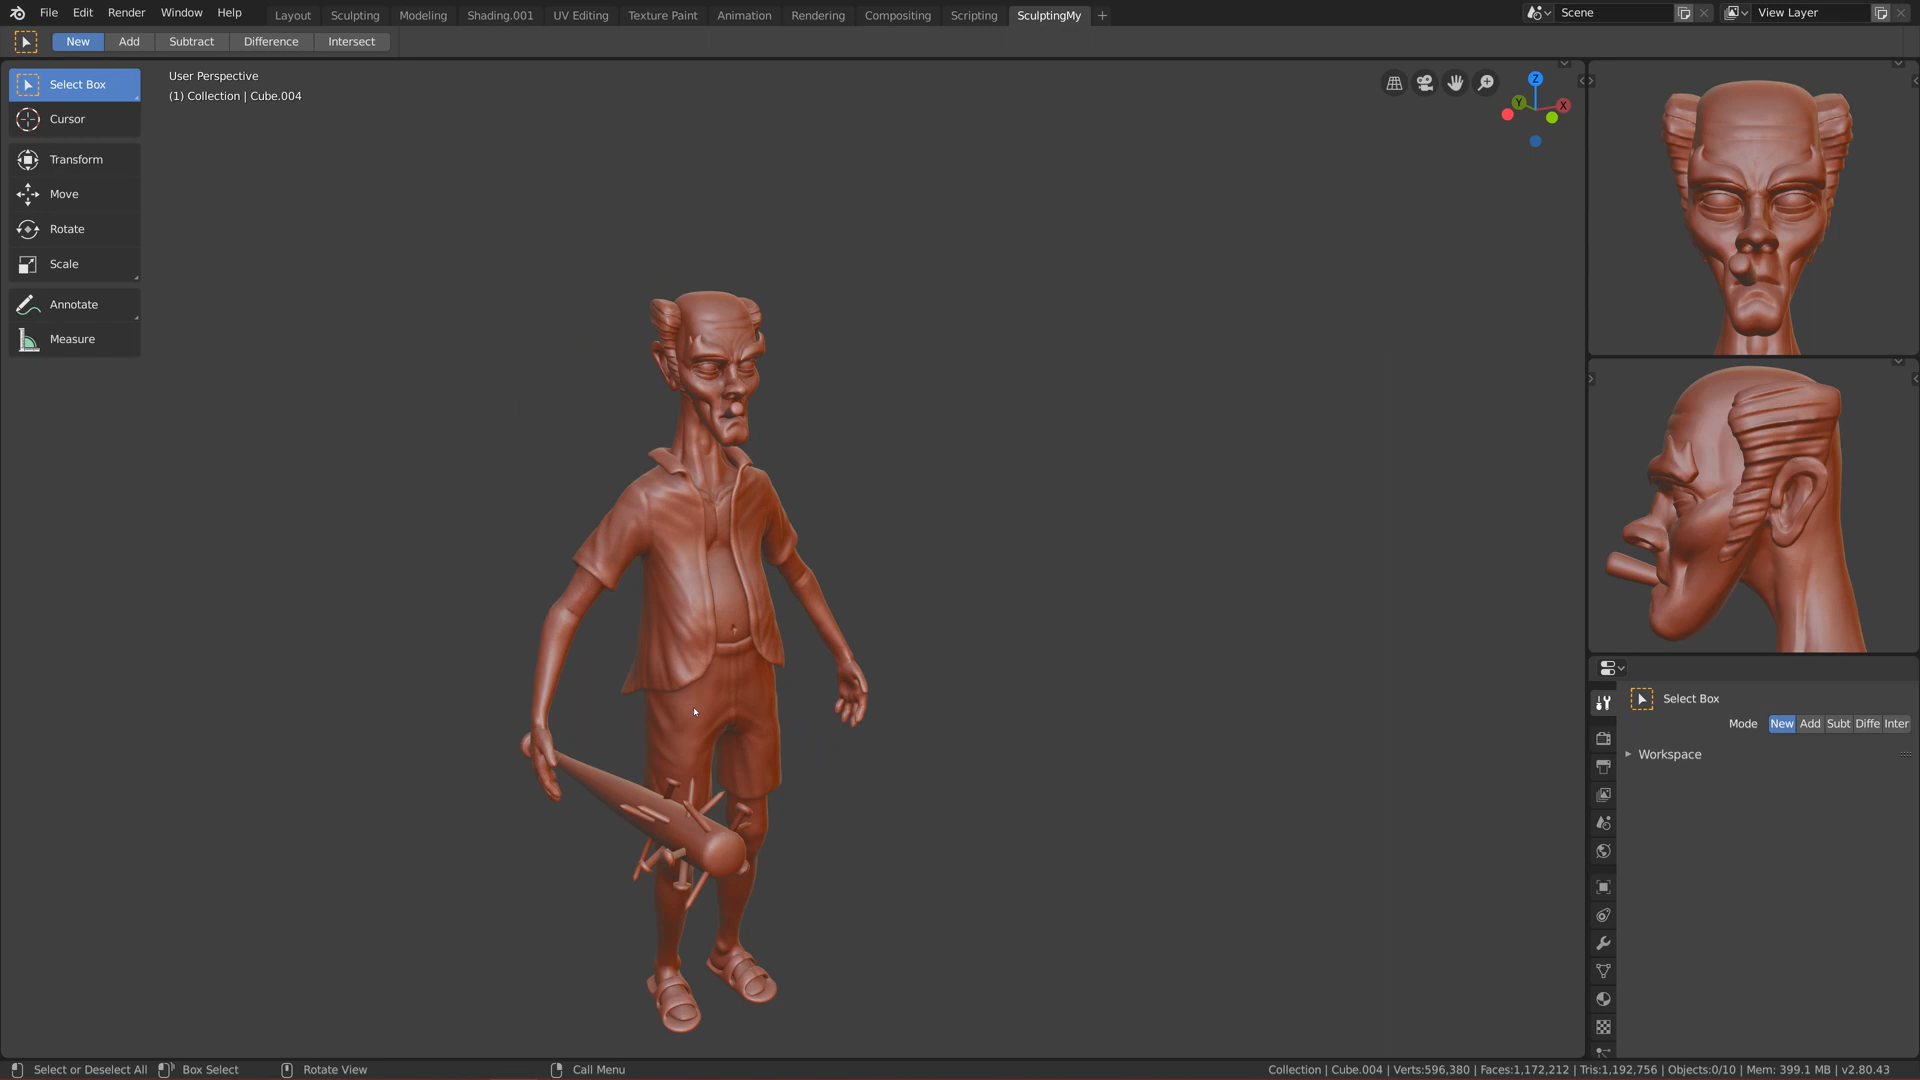 File Edit Render Window Help
Layout Sculpting Modeling Shading.001 UV Editing Texture Paint Animation Rendering Compositing Scripting SculptingMy +
Scene
View Layer
New Add Subtract Difference Intersect
Select Box
Cursor
Transform
Move
Rotate
Scale
Annotate
Measure
User Perspective
(1) Collection | Cube.004
Z
Y
X
Select Box
Mode New Add Subt Diffe Inter
Workspace
Select or Deselect All Box Select Rotate View Call Menu
Collection | Cube.004 | Verts:596,380 | Faces:1,172,212 | Tris:1,192,756 | Objects:0/10 | Mem: 399.1 MB | v2.80.43